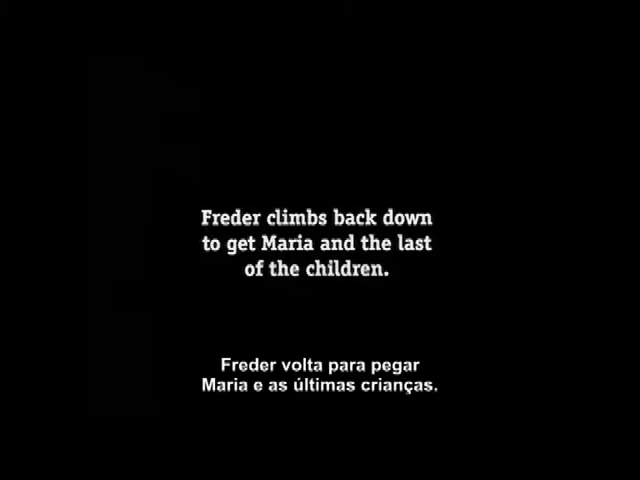 Freder climbs back down
to get Maria and the last
of the children.
Freder volta para pegar
Maria e as últimas crianças.